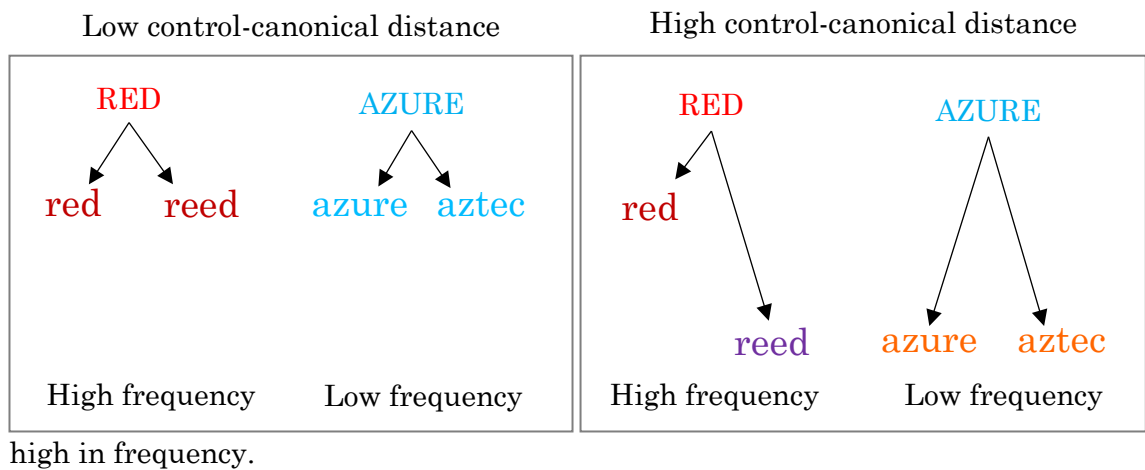 Low control-canonical distance
High control-canonical distance
RED
AZURE
red
reed
azure
aztec
High frequency
Low frequency
RED
AZURE
red
reed
azure
aztec
High frequency
Low frequency
high in frequency.